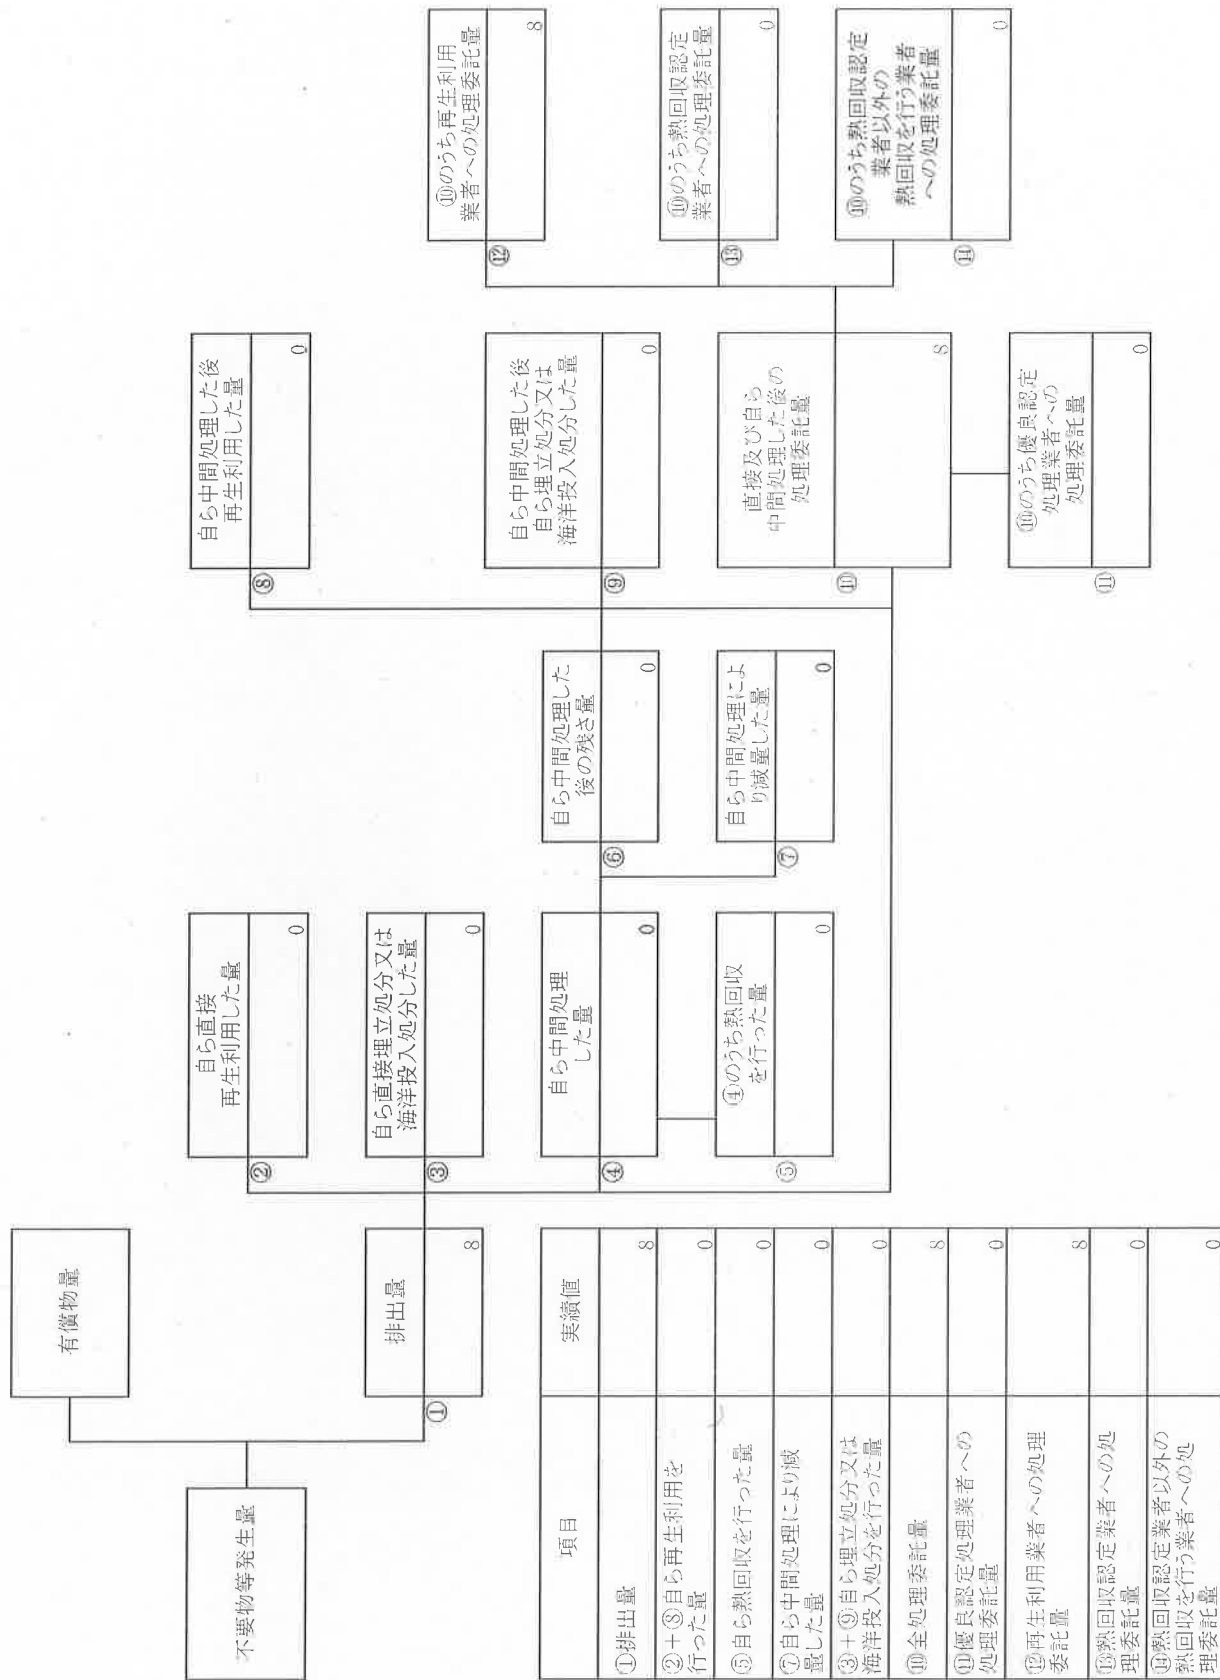 不要物等発生量
有償物量
①
排出量
8
②
自ら直接
再生利用した量
0
③
自ら直接埋立処分又は
海洋投入処分した量
0
④
自ら中間処理
した量
0
⑤
④のうち熱回収
を行った量
0
⑥
自ら中間処理した
後の残さ量
0
⑦
自ら中間処理によ
り減量した量
0
⑧
自ら中間処理した後
再生利用した量
0
⑨
自ら中間処理した後
自ら埋立処分又は
海洋投入処分した量
0
⑩
直接及び自ら
中間処理した後の
処理委託量
8
⑪
⑩のうち優良認定
処理業者への
処理委託量
0
⑫
⑩のうち再生利用
業者への処理委託量
8
⑬
⑩のうち熱回収認定
業者への処理委託量
0
⑭
⑩のうち熱回収認定
業者以外の
熱回収を行う業者
への処理委託量
0
項目
実績値
①排出量
8
②+⑧自ら再生利用を
行った量
0
⑤自ら熱回収を行った量
0
⑦自ら中間処理により減
量した量
0
③+⑨自ら埋立処分又は
海洋投入処分を行った量
0
⑩全処理委託量
8
⑪優良認定処理業者への
処理委託量
0
⑫再生利用業者への処理
委託量
8
⑬熱回収認定業者への処
理委託量
0
⑭熱回収認定業者以外の
熱回収を行う業者への処
理委託量
0